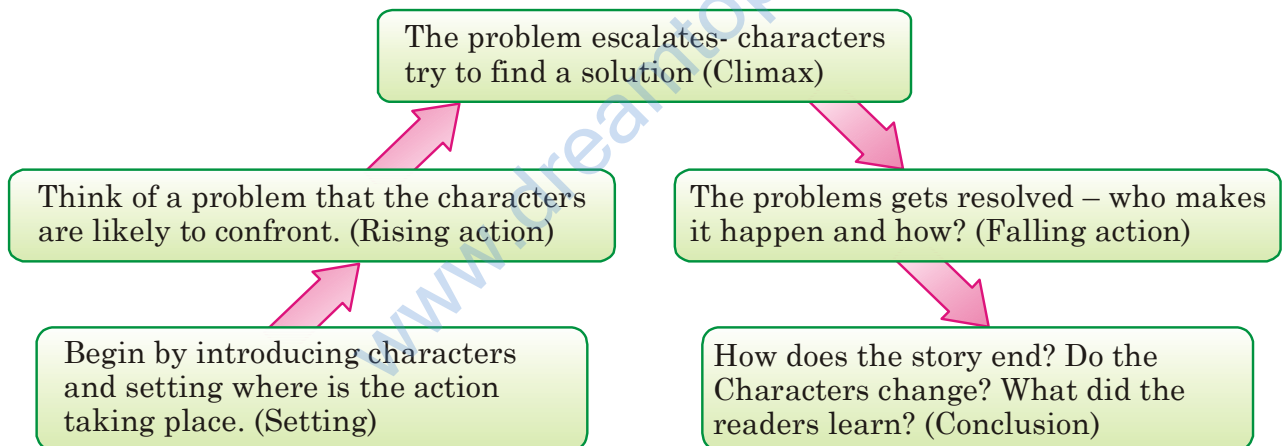 The problem escalates- characters
try to find a solution (Climax)
Think of a problem that the characters
are likely to confront. (Rising action)
The problems gets resolved – who makes
it happen and how? (Falling action)
Begin by introducing characters
and setting where is the action
taking place. (Setting)
How does the story end? Do the
Characters change? What did the
readers learn? (Conclusion)